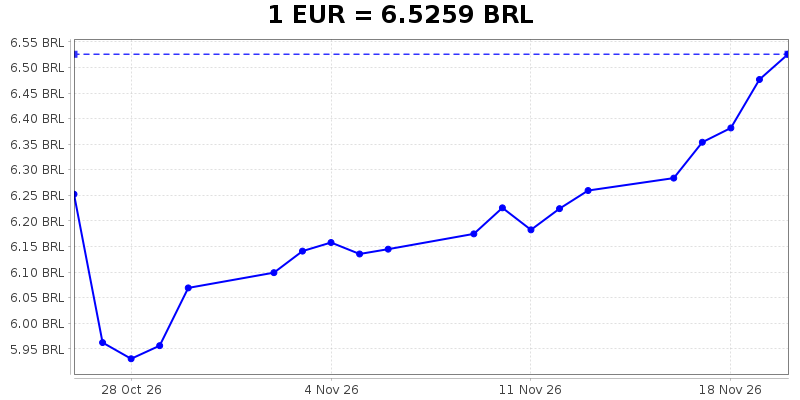 1 EUR = 6.5259 BRL
6.55 BRL
6.50 BRL
6.45 BRL
6.40 BRL
6.35 BRL
6.30 BRL
6.25 BRL
6.20 BRL
6.15 BRL
6.10 BRL
6.05 BRL
6.00 BRL
5.95 BRL
28 Oct 26 4 Nov 26 11 Nov 26 18 Nov 26